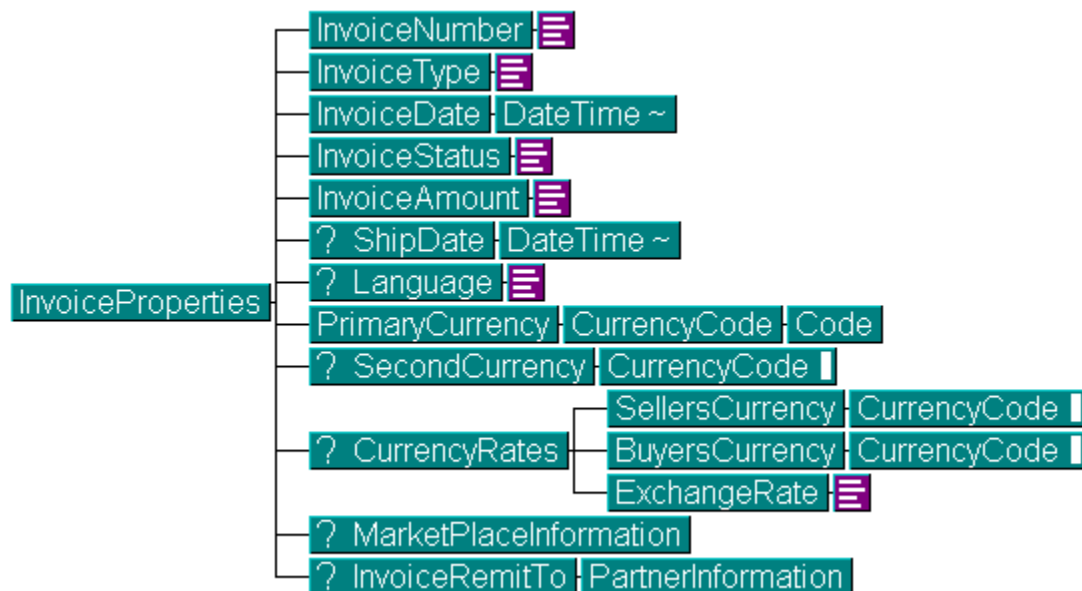 InvoiceNumber
InvoiceType
InvoiceDate DateTime ~
InvoiceStatus
InvoiceAmount
? ShipDate DateTime ~
? Language
InvoiceProperties
PrimaryCurrency CurrencyCode Code
? SecondCurrency CurrencyCode
SellersCurrency CurrencyCode
? CurrencyRates BuyersCurrency CurrencyCode
ExchangeRate
? MarketPlaceInformation
? InvoiceRemitTo PartnerInformation